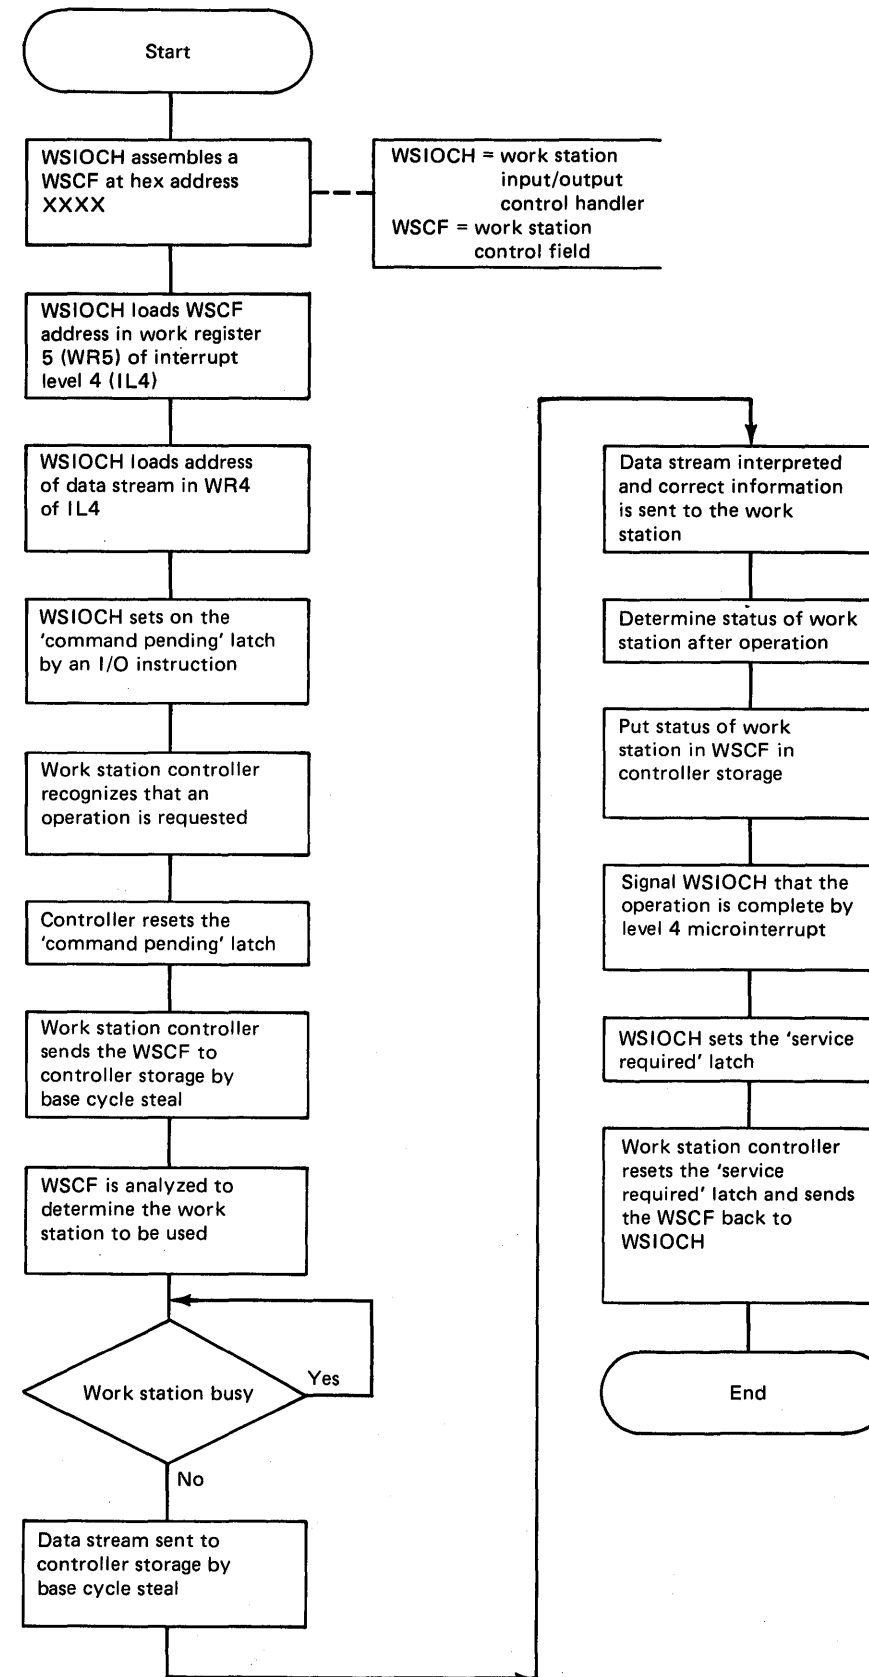 Start
WSIOCH assembles a
WSCF at hex address
XXXX
WSIOCH = work station
input/output
control handler
WSCF = work station
control field
WSIOCH loads WSCF
address in work register
5 (WR5) of interrupt
level 4 (IL4)
WSIOCH loads address
of data stream in WR4
of IL4
WSIOCH sets on the
'command pending' latch
by an I/O instruction
Work station controller
recognizes that an
operation is requested
Controller resets the
'command pending' latch
Work station controller
sends the WSCF to
controller storage by
base cycle steal
WSCF is analyzed to
determine the work
station to be used
Work station busy
Yes
No
Data stream sent to
controller storage by
base cycle steal
Data stream interpreted
and correct information
is sent to the work
station
Determine status of work
station after operation
Put status of work
station in WSCF in
controller storage
Signal WSIOCH that the
operation is complete by
level 4 microinterrupt
WSIOCH sets the 'service
required' latch
Work station controller
resets the 'service
required' latch and sends
the WSCF back to
WSIOCH
End